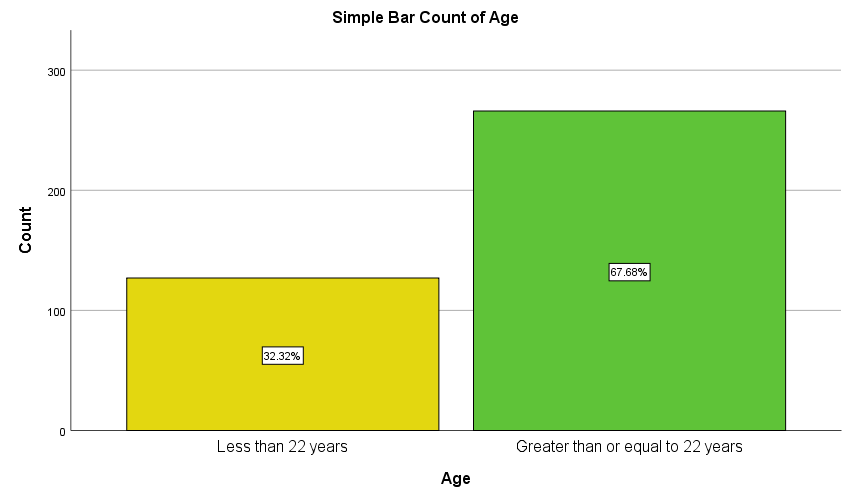 Simple Bar Count of Age
300
200
100
0
Count
67.68%
32.32%
Less than 22 years
Greater than or equal to 22 years
Age